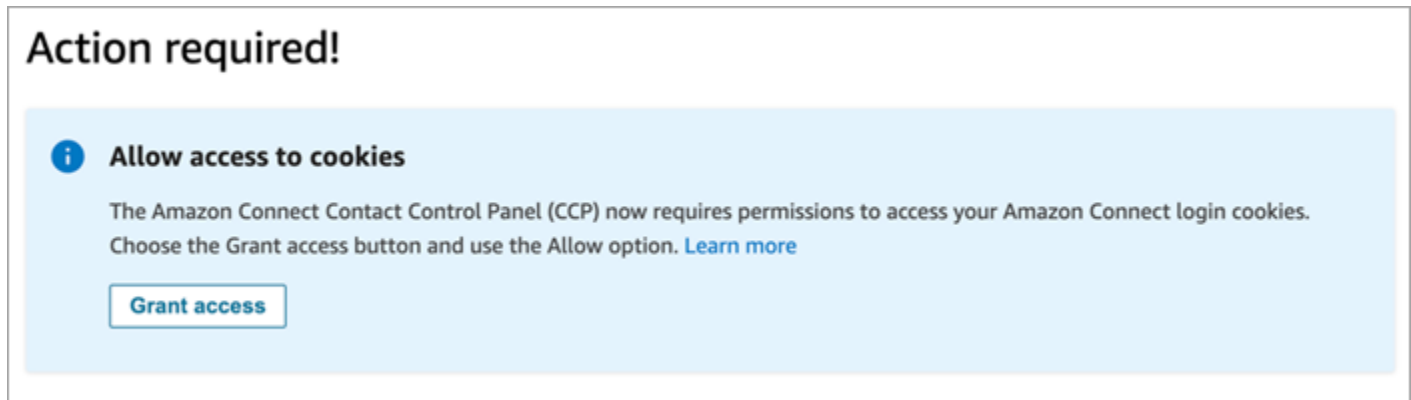 Action required!
Allow access to cookies
The Amazon Connect Contact Control Panel (CCP) now requires permissions to access your Amazon Connect login cookies.
Choose the Grant access button and use the Allow option. Learn more
Grant access